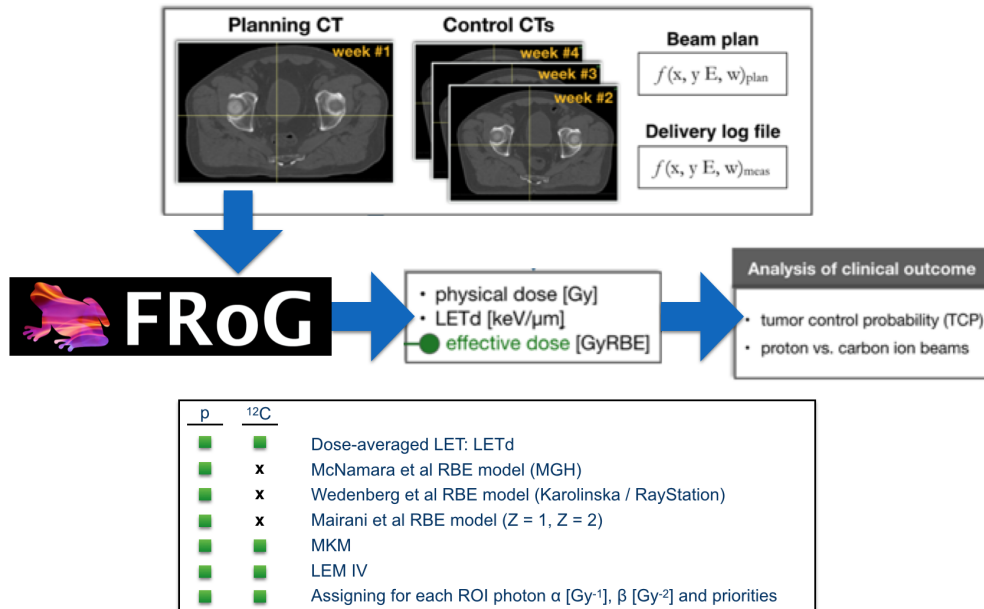 Planning CT
Control CTs
week #1
week #4
week #3
week #2
Beam plan
f(x, y E, w)plan
Delivery log file
f(x, y E, w)meas
FRoG
• physical dose [Gy]
• LETd [keV/µm]
effective dose [GyRBE]
Analysis of clinical outcome
• tumor control probability (TCP)
• proton vs. carbon ion beams
p ¹²C
Dose-averaged LET: LETd
x McNamara et al RBE model (MGH)
x Wedenberg et al RBE model (Karolinska / RayStation)
x Mairani et al RBE model (Z = 1, Z = 2)
MKM
LEM IV
Assigning for each ROI photon α [Gy⁻¹], β [Gy⁻²] and priorities